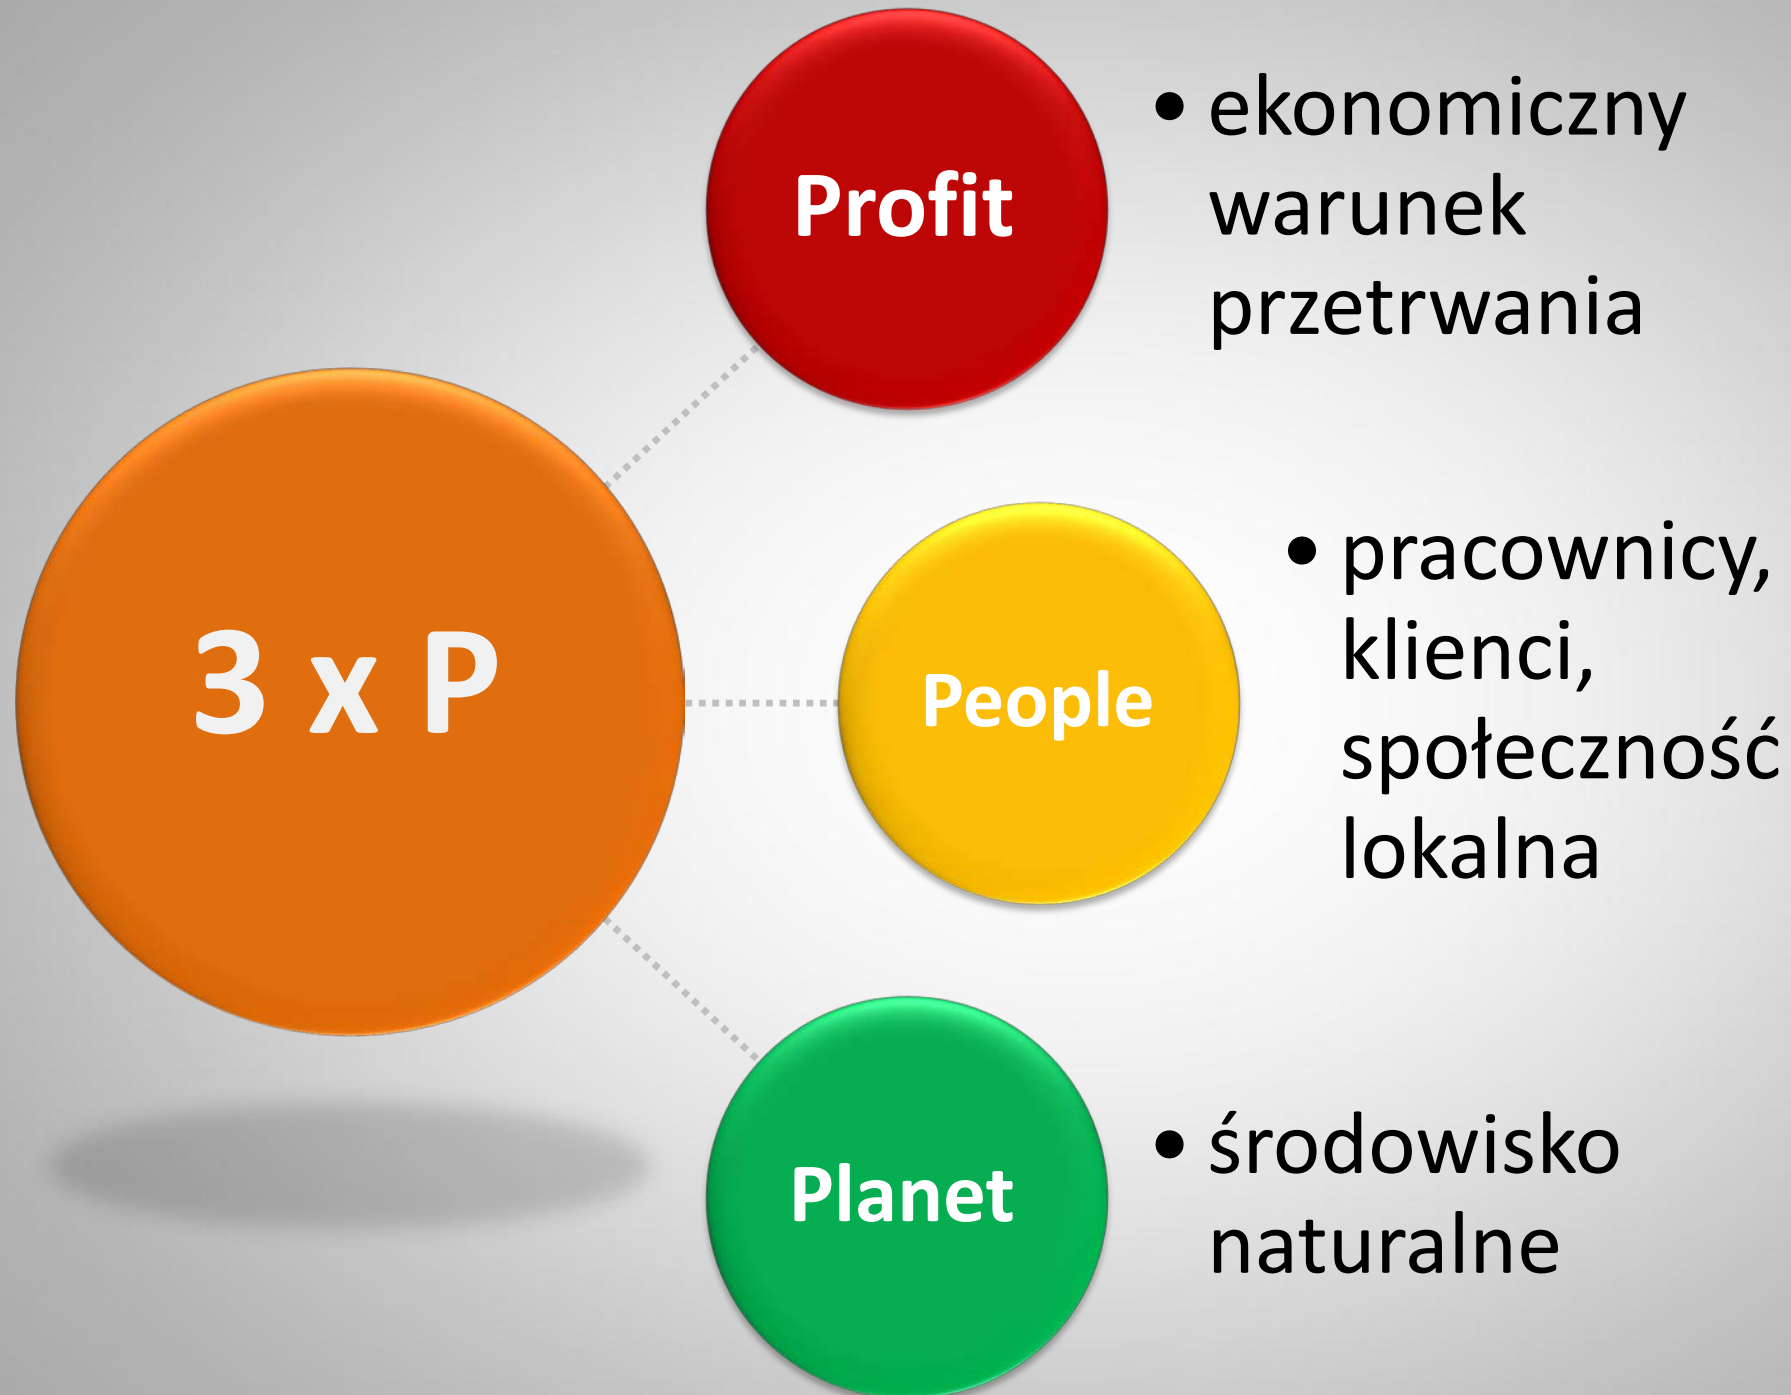 3 x P
Profit
• ekonomiczny
warunek
przetrwania
People
• pracownicy,
klienci,
społeczność
lokalna
Planet
• środowisko
naturalne